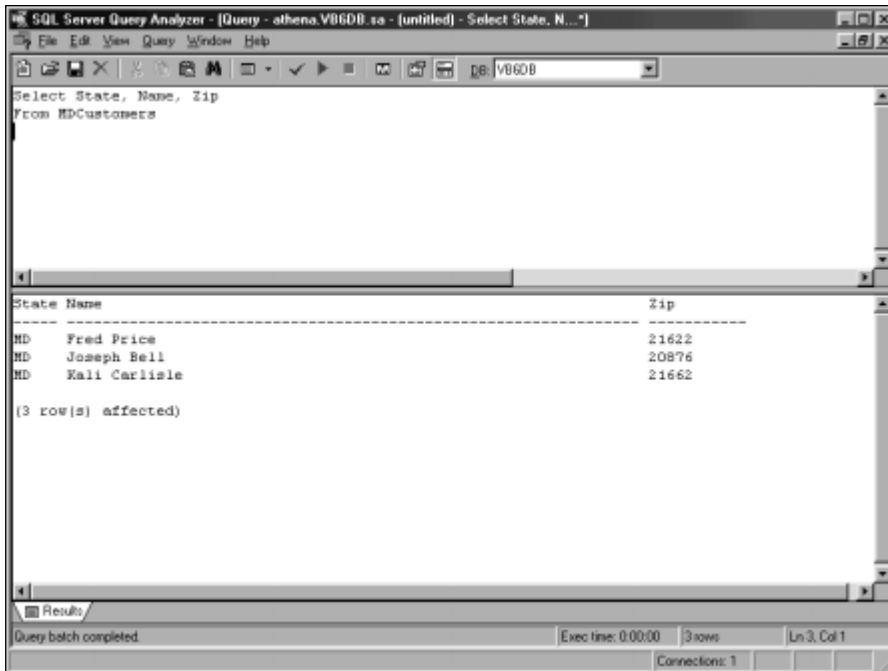 SQL Server Query Analyzer - [Query - athena.VB6DB.sa - (untitled) - Select State, N...*]
File Edit View Query Window Help
DB: VB6DB
Select State, Name, Zip
From MDCustomers
State Name Zip
----- ----------------------------------------------------------- ----------
MD Fred Price 21622
MD Joseph Bell 20876
MD Kali Carlisle 21662
(3 row(s) affected)
Results
Query batch completed. Exec time: 0:00:00 3 rows Ln 3, Col 1
Connections: 1